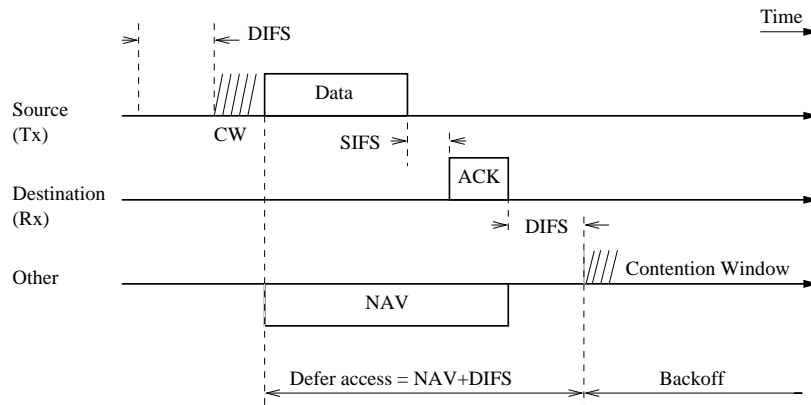 Time
DIFS
Data
Source
(Tx)
CW
SIFS
ACK
Destination
(Rx)
DIFS
Contention Window
Other
NAV
Defer access = NAV+DIFS
Backoff